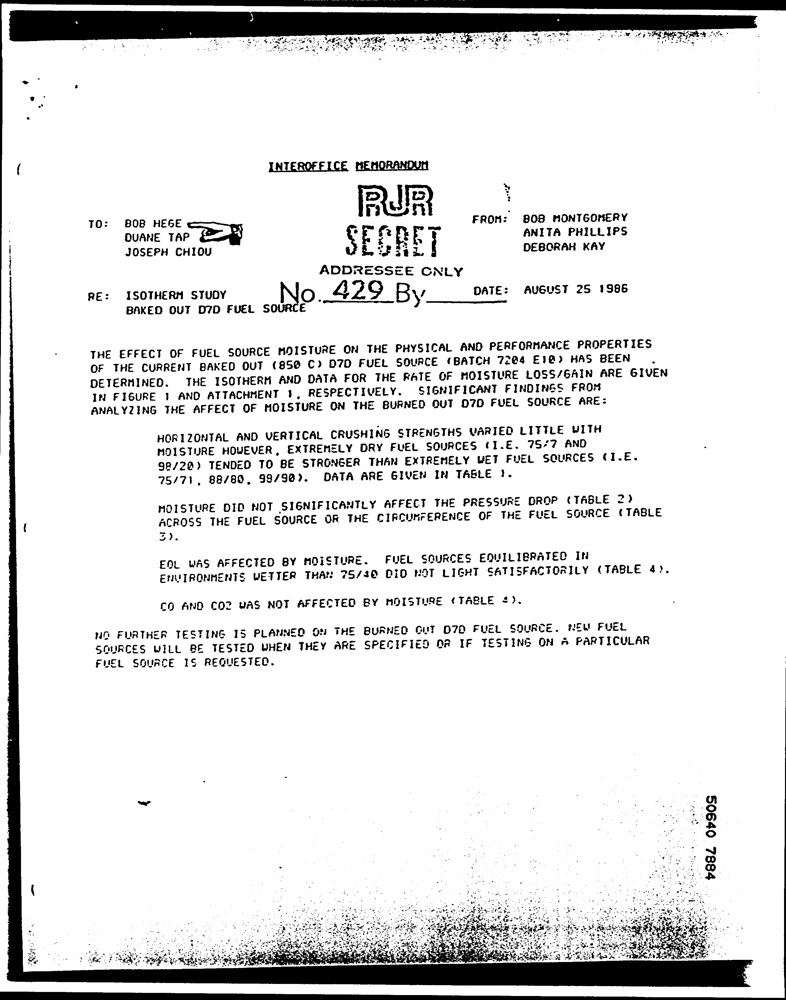 INTEROFFICE MEMORANDUM
RJR
SECRET
ADDRESSEE ONLY
No. 429 By
TO: BOB HEGE
DUANE TAP
JOSEPH CHIOU
FROM: BOB MONTGOMERY
ANITA PHILLIPS
DEBORAH KAY
RE: ISOTHERM STUDY
BAKED OUT D7D FUEL SOURCE
DATE: AUGUST 25 1986
THE EFFECT OF FUEL SOURCE MOISTURE ON THE PHYSICAL AND PERFORMANCE PROPERTIES
OF THE CURRENT BAKED OUT (850 C) D7D FUEL SOURCE (BATCH 7204 E10) HAS BEEN
DETERMINED. THE ISOTHERM AND DATA FOR THE RATE OF MOISTURE LOSS/GAIN ARE GIVEN
IN FIGURE 1 AND ATTACHMENT 1, RESPECTIVELY. SIGNIFICANT FINDINGS FROM
ANALYZING THE AFFECT OF MOISTURE ON THE BURNED OUT D7D FUEL SOURCE ARE:
HORIZONTAL AND VERTICAL CRUSHING STRENGTHS VARIED LITTLE WITH
MOISTURE HOWEVER, EXTREMELY DRY FUEL SOURCES (I.E. 75/7 AND
98/20) TENDED TO BE STRONGER THAN EXTREMELY WET FUEL SOURCES (I.E.
75/71, 88/80, 99/90). DATA ARE GIVEN IN TABLE 1.
MOISTURE DID NOT SIGNIFICANTLY AFFECT THE PRESSURE DROP (TABLE 2)
ACROSS THE FUEL SOURCE OR THE CIRCUMFERENCE OF THE FUEL SOURCE (TABLE
3).
EOL WAS AFFECTED BY MOISTURE. FUEL SOURCES EQUILIBRATED IN
ENVIRONMENTS WETTER THAN 75/40 DID NOT LIGHT SATISFACTORILY (TABLE 4).
CO AND CO2 WAS NOT AFFECTED BY MOISTURE (TABLE 4).
NO FURTHER TESTING IS PLANNED ON THE BURNED OUT D7D FUEL SOURCE. NEW FUEL
SOURCES WILL BE TESTED WHEN THEY ARE SPECIFIED OR IF TESTING ON A PARTICULAR
FUEL SOURCE IS REQUESTED.
50640 7884